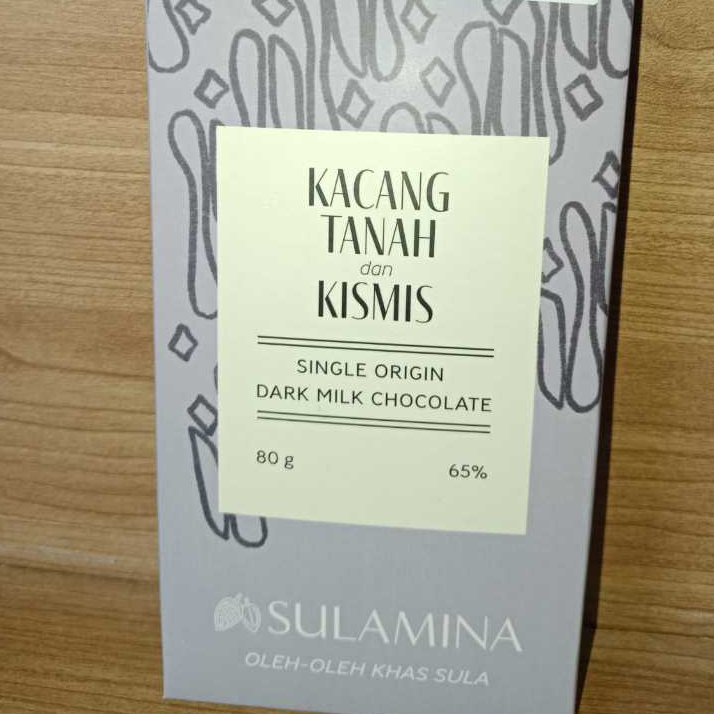 KACANG
TANAH
dan
KISMIS
SINGLE ORIGIN
DARK MILK CHOCOLATE
80 g 65%
SULAMINA
OLEH-OLEH KHAS SULA